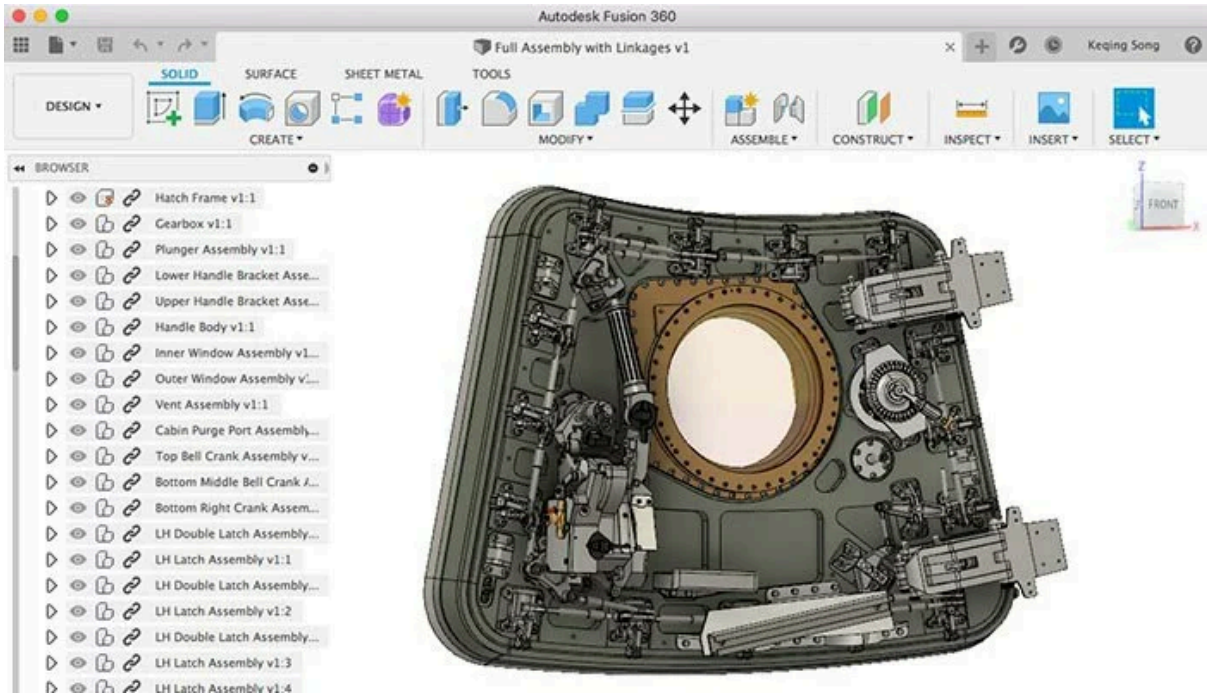 Autodesk Fusion 360
Full Assembly with Linkages v1
Keqing Song
SOLID SURFACE SHEET METAL TOOLS
DESIGN
CREATE MODIFY ASSEMBLE CONSTRUCT INSPECT INSERT SELECT
BROWSER
Hatch Frame v1:1
Gearbox v1:1
Plunger Assembly v1:1
Lower Handle Bracket Asse...
Upper Handle Bracket Asse...
Handle Body v1:1
Inner Window Assembly v1...
Outer Window Assembly v...
Vent Assembly v1:1
Cabin Purge Port Assembly...
Top Bell Crank Assembly v...
Bottom Middle Bell Crank A...
Bottom Right Crank Assem...
LH Double Latch Assembly...
LH Latch Assembly v1:1
LH Double Latch Assembly...
LH Latch Assembly v1:2
LH Double Latch Assembly...
LH Latch Assembly v1:3
LH Latch Assembly v1:4
Z
FRONT
X